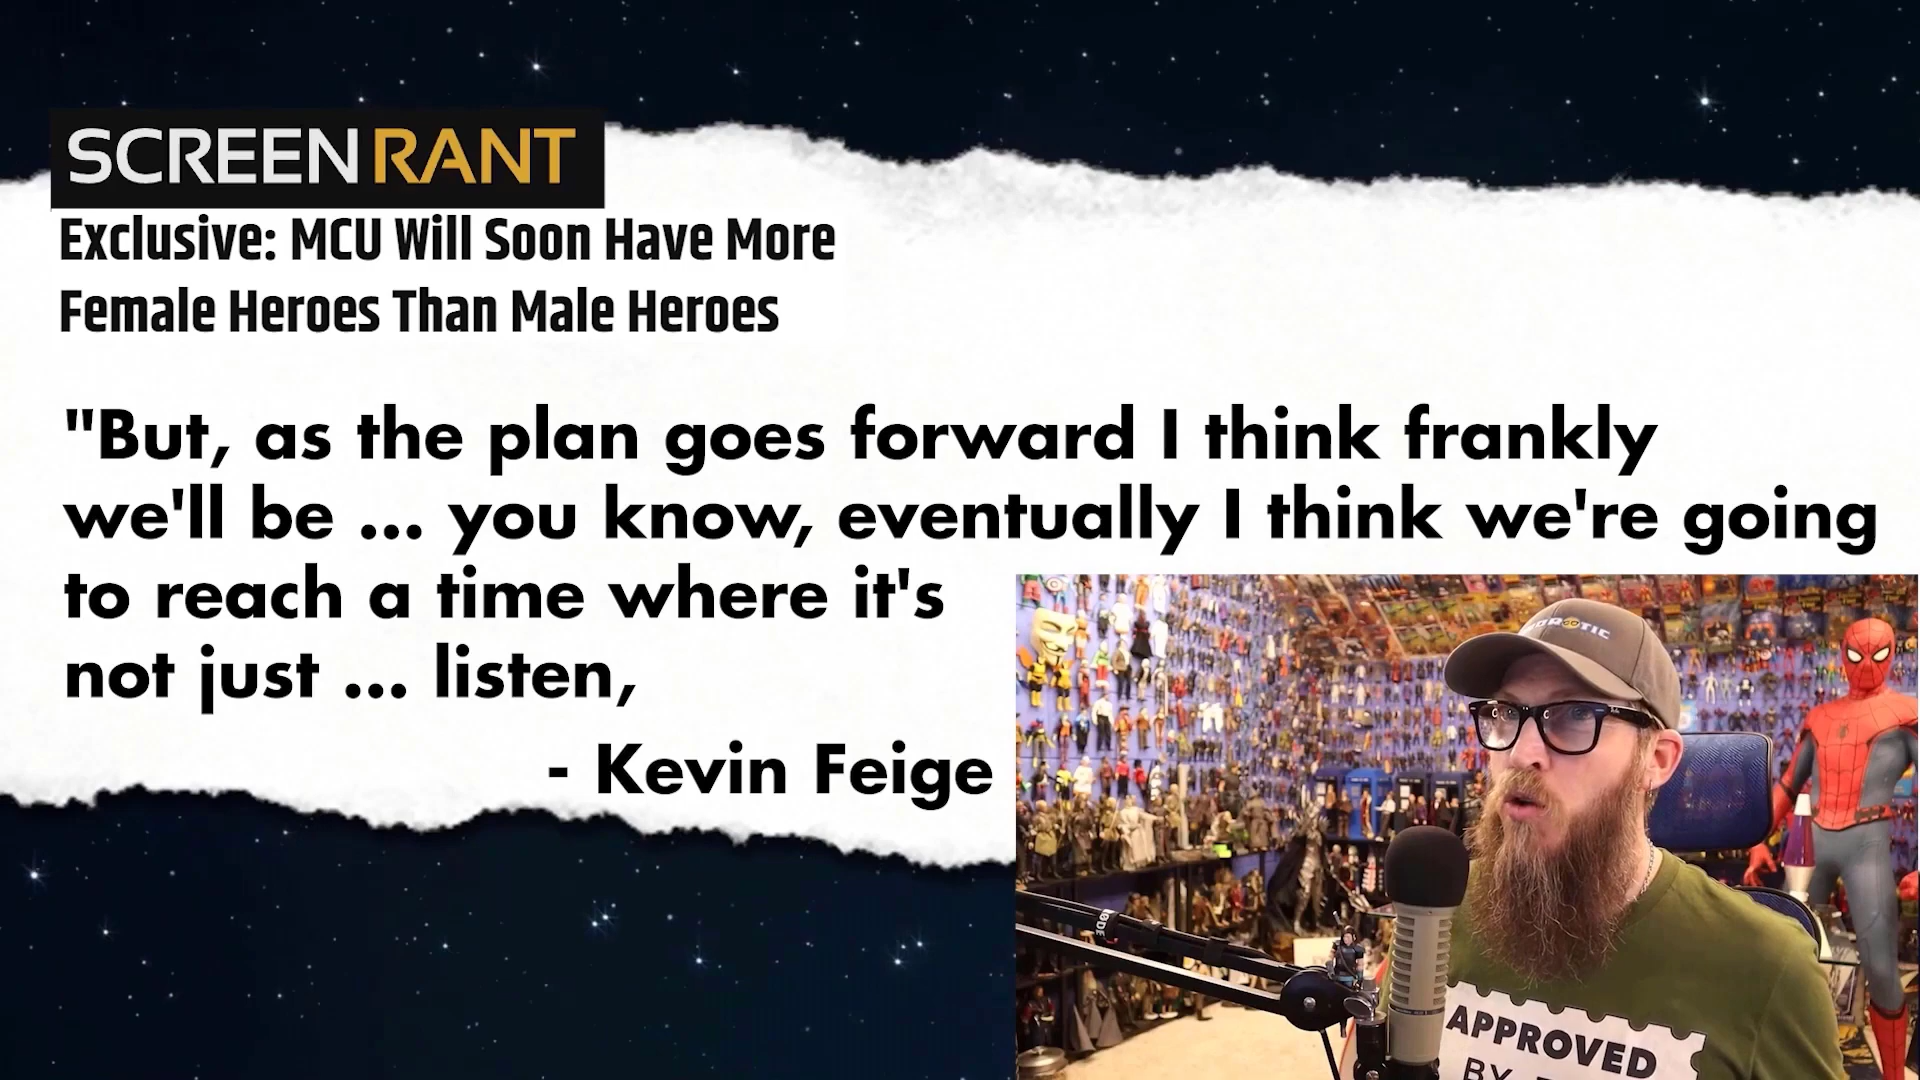 SCREENRANT
Exclusive: MCU Will Soon Have More
Female Heroes Than Male Heroes
"But, as the plan goes forward I think frankly
we'll be ... you know, eventually I think we're going
to reach a time where it's
not just ... listen,
- Kevin Feige
RODE
APPROVED
BY